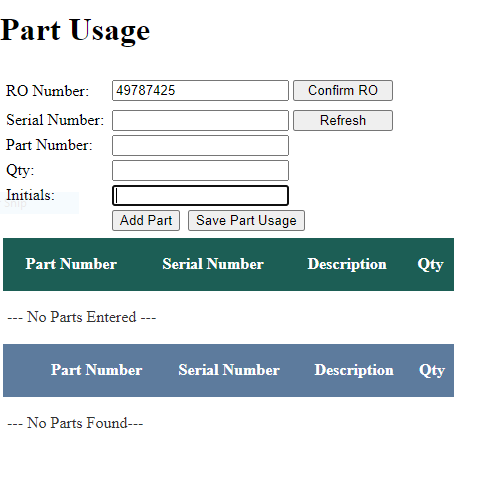 Part Usage
RO Number: 49787425 Confirm RO
Serial Number: Refresh
Part Number:
Qty:
Initials:
Add Part Save Part Usage
Part Number Serial Number Description Qty
--- No Parts Entered ---
Part Number Serial Number Description Qty
--- No Parts Found---